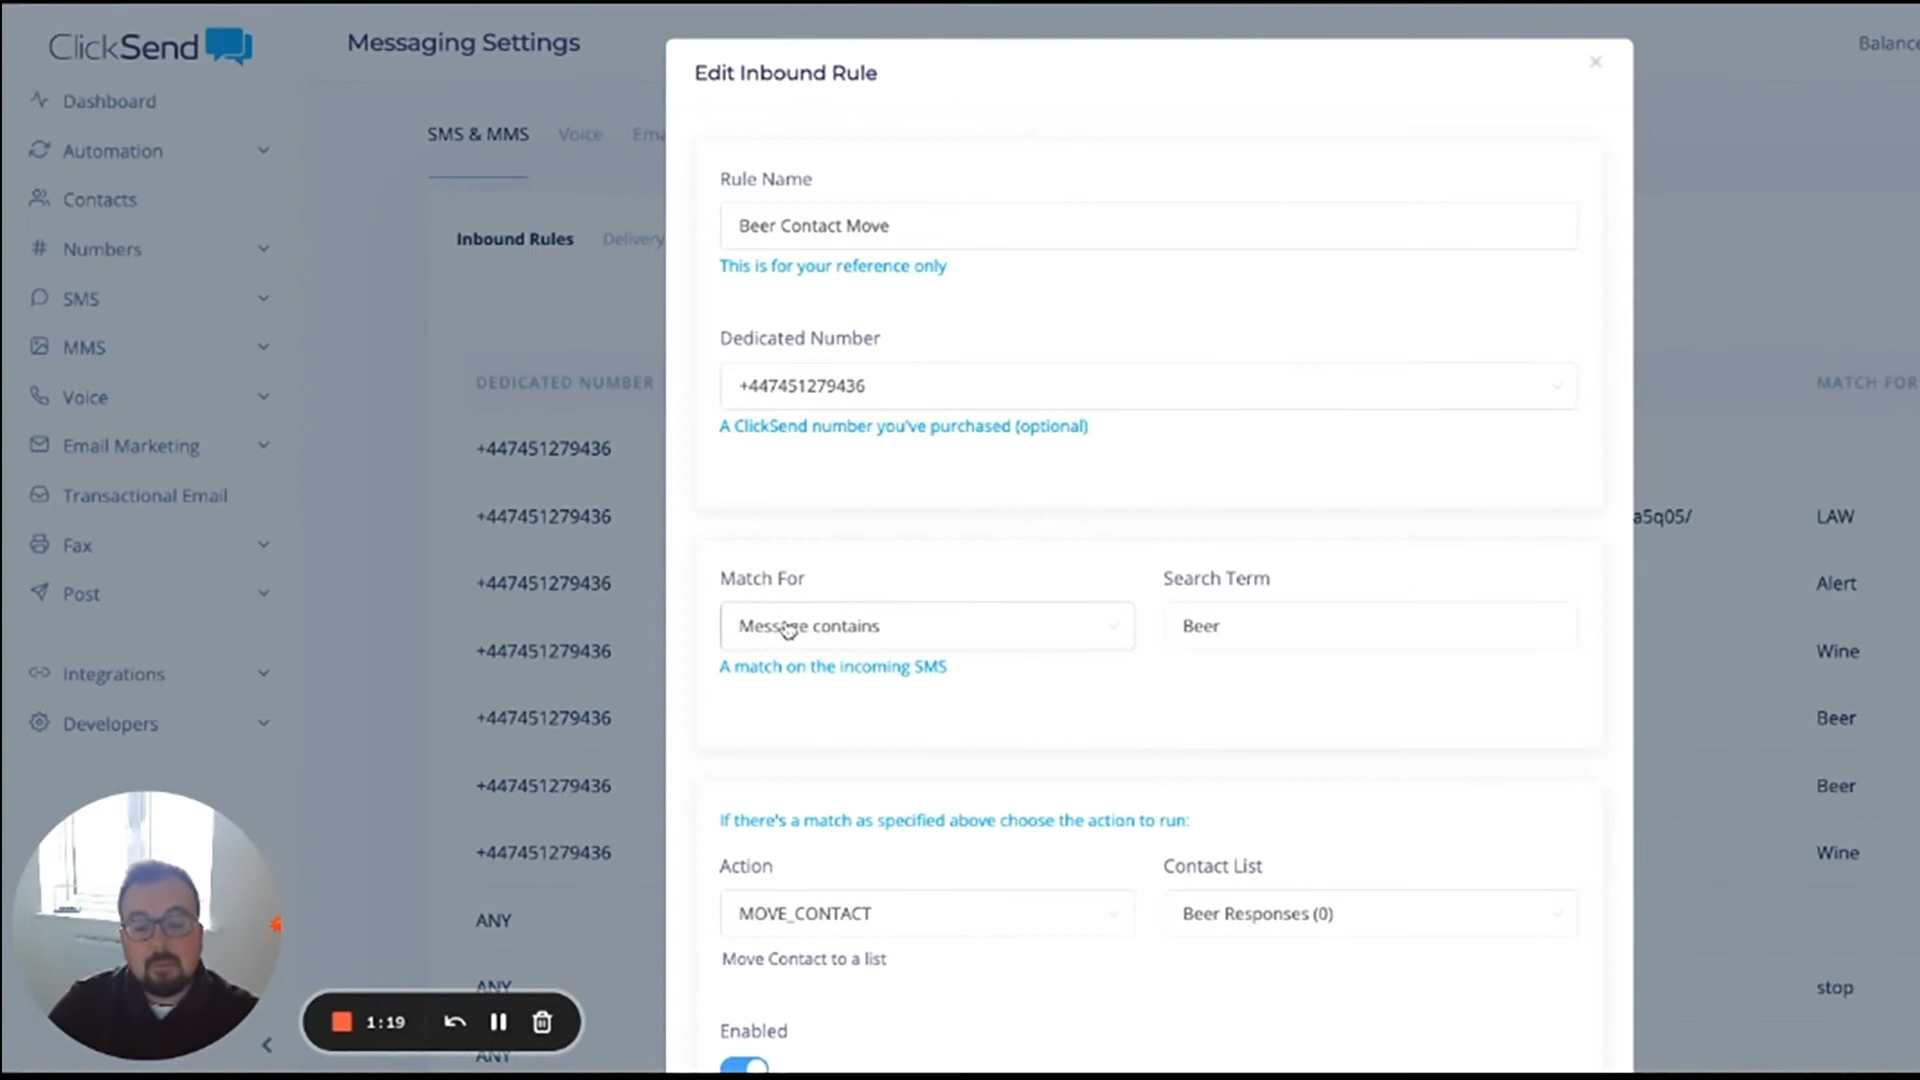 ClickSend
Messaging Settings
Balance
Dashboard
Automation
Contacts
Numbers
SMS
MMS
Voice
Email Marketing
Transactional Email
Fax
Post
Integrations
Developers
SMS & MMS
Voice
Ema
Inbound Rules
Delivery
DEDICATED NUMBER
MATCH FOR
+447451279436
+447451279436
a5q05/
LAW
+447451279436
Alert
+447451279436
Wine
+447451279436
Beer
+447451279436
Beer
+447451279436
Wine
ANY
ANY
stop
ANY
Edit Inbound Rule
Rule Name
Beer Contact Move
This is for your reference only
Dedicated Number
+447451279436
A ClickSend number you've purchased (optional)
Match For
Search Term
Message contains
Beer
A match on the incoming SMS
If there's a match as specified above choose the action to run:
Action
Contact List
MOVE_CONTACT
Beer Responses (0)
Move Contact to a list
Enabled
1:19